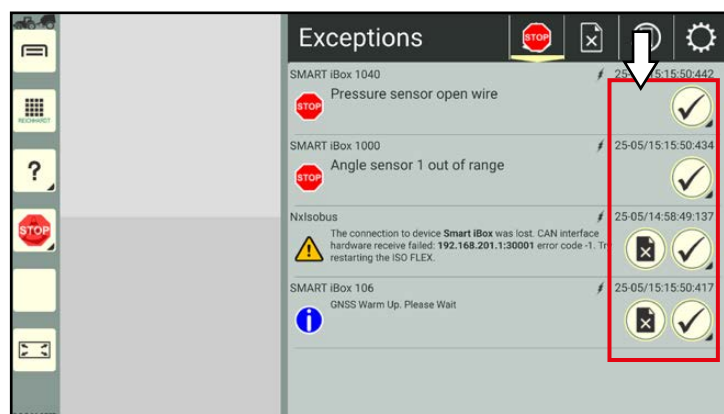 Exceptions
STOP
SMART iBox 1040
25-05/15:15:50:442
STOP
Pressure sensor open wire
REICHHARDT
SMART iBox 1000
25-05/15:15:50:434
STOP
Angle sensor 1 out of range
?
NxIsobus
25-05/14:58:49:137
STOP
The connection to device Smart iBox was lost. CAN interface
hardware receive failed: 192.168.201.1:30001 error code -1. Try
restarting the ISO FLEX.
SMART iBox 106
25-05/15:15:50:417
GNSS Warm Up. Please Wait